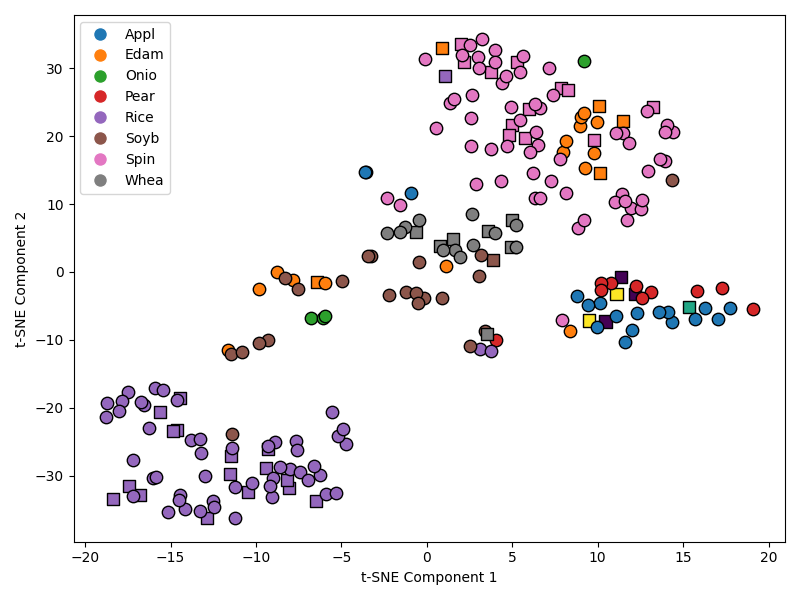 Appl
Edam
Onio
Pear
Rice
Soyb
Spin
Whea
t-SNE Component 2
30
20
10
0
−10
−20
−30
−20 −15 −10 −5 0 5 10 15 20
t-SNE Component 1